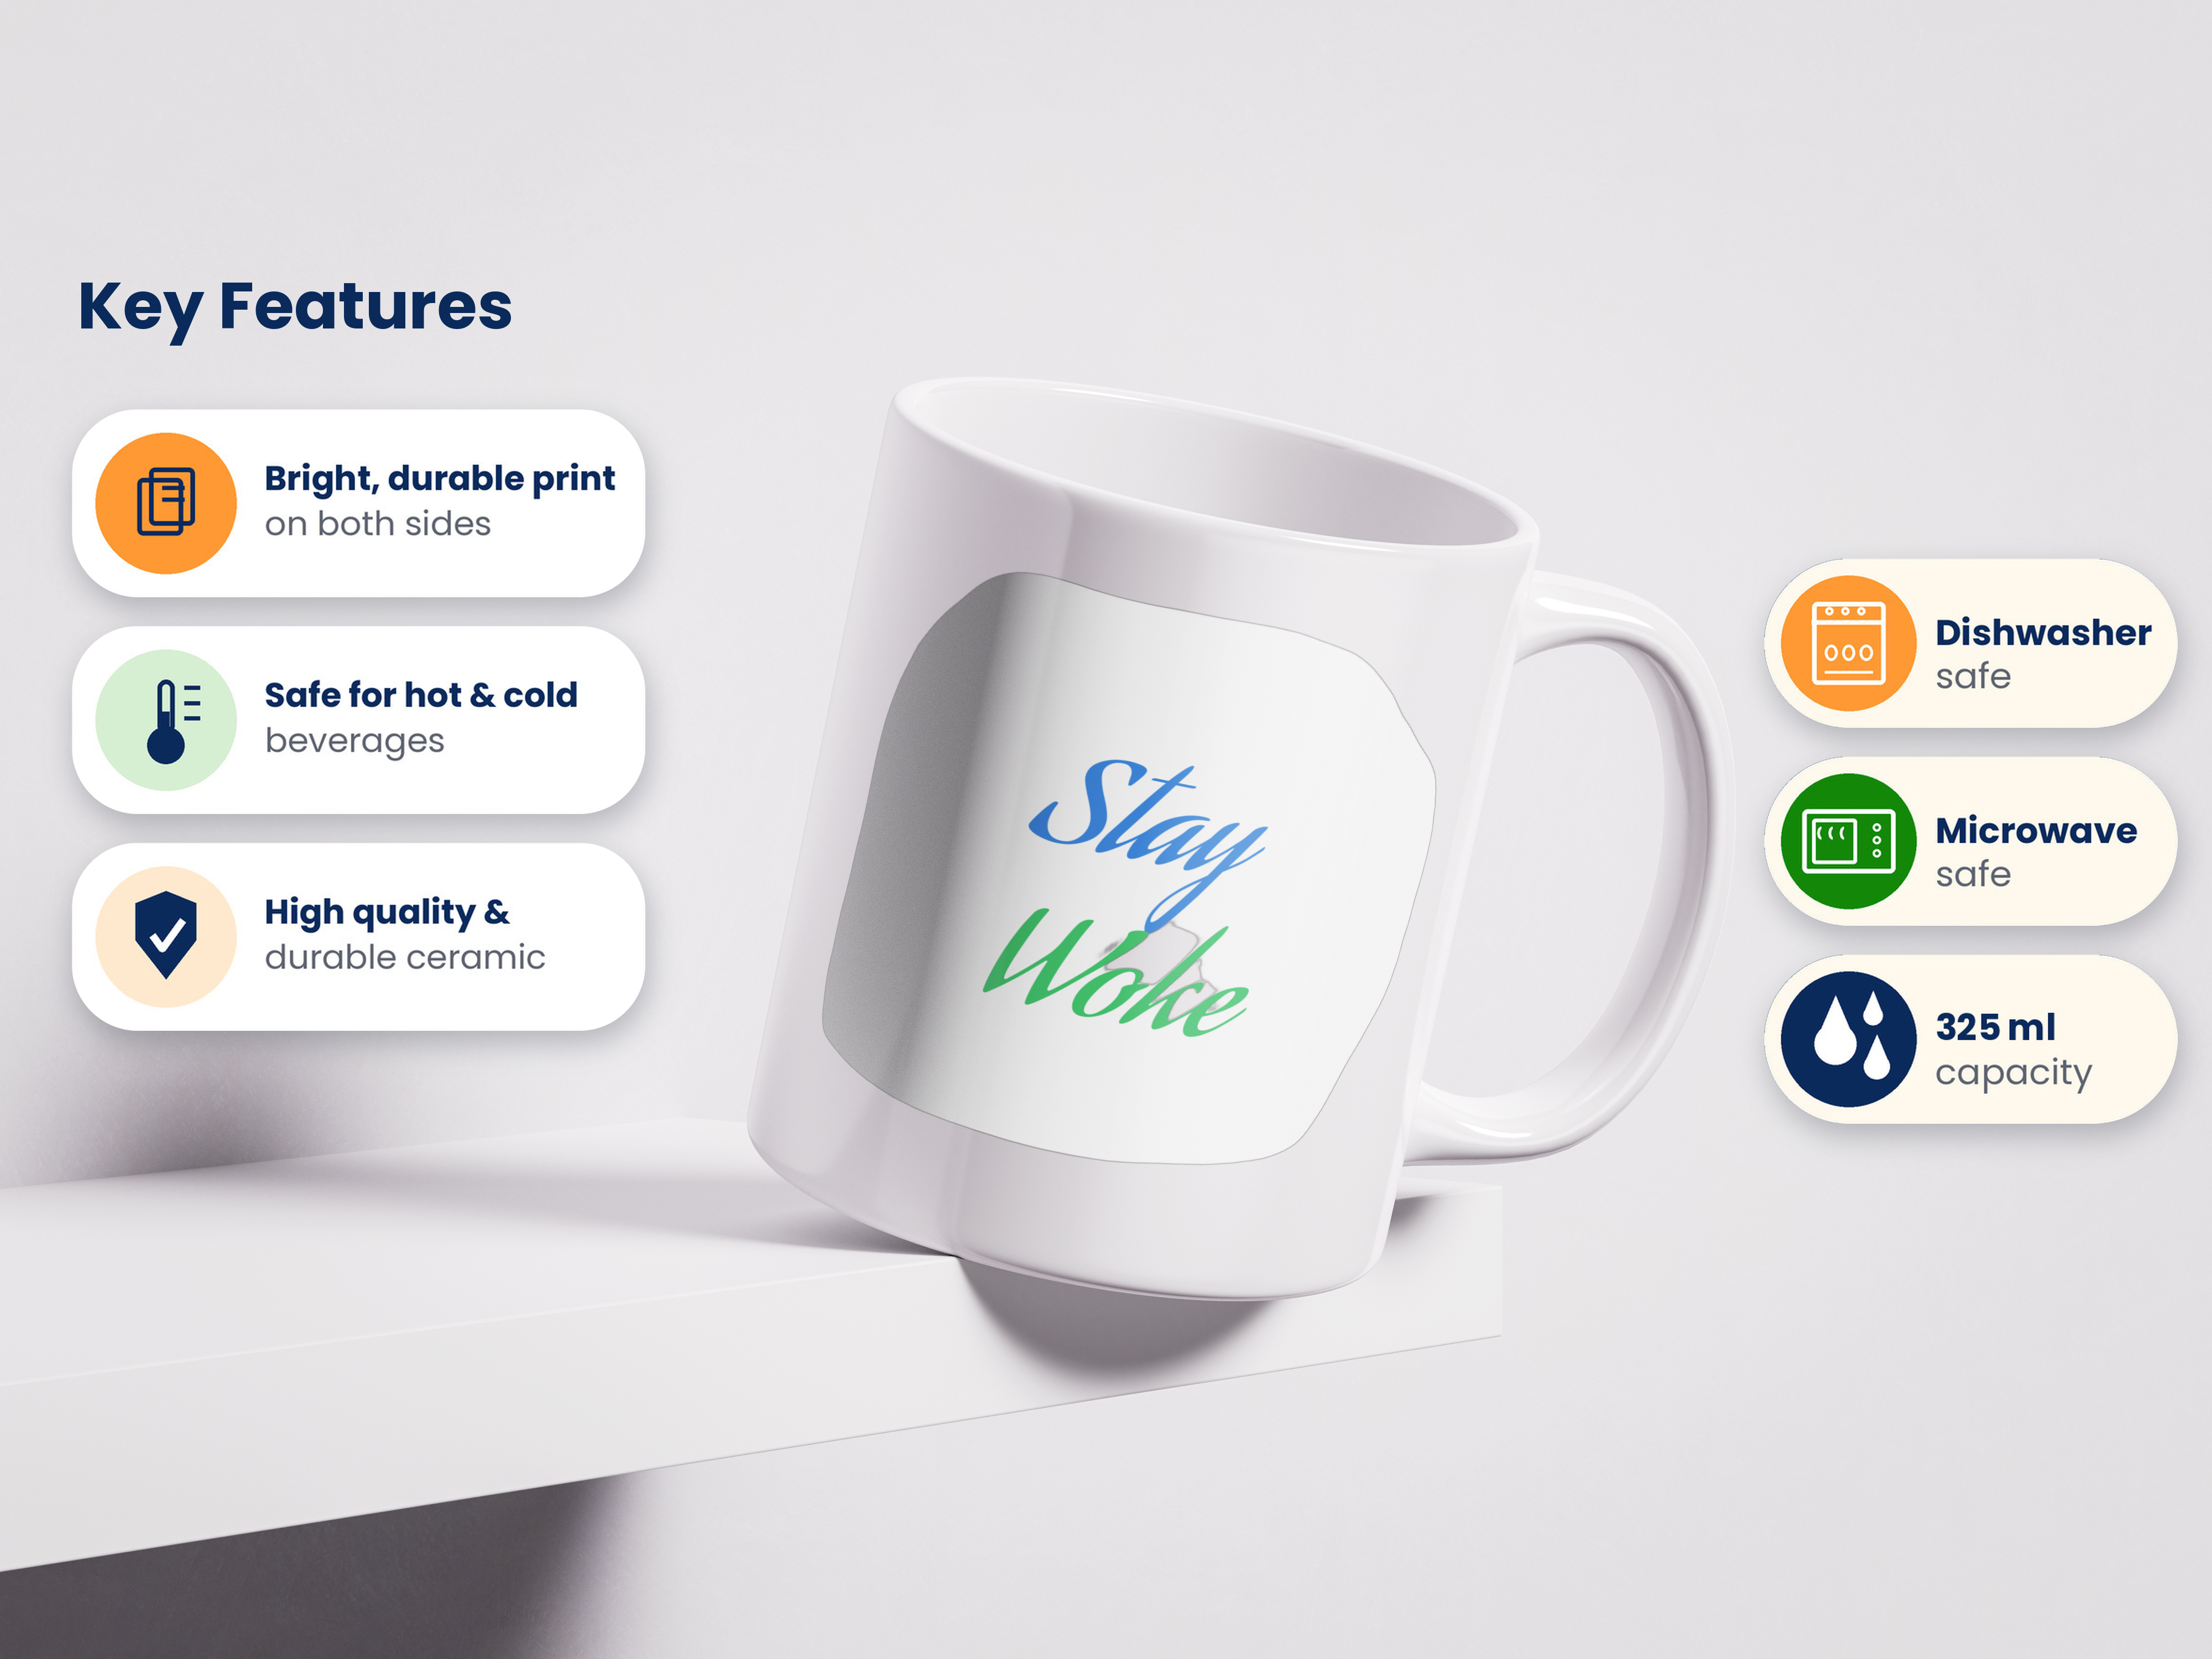 Key Features
Bright, durable print
on both sides
Safe for hot & cold
beverages
High quality &
durable ceramic
Stay
Woke
Dishwasher
safe
Microwave
safe
325 ml
capacity